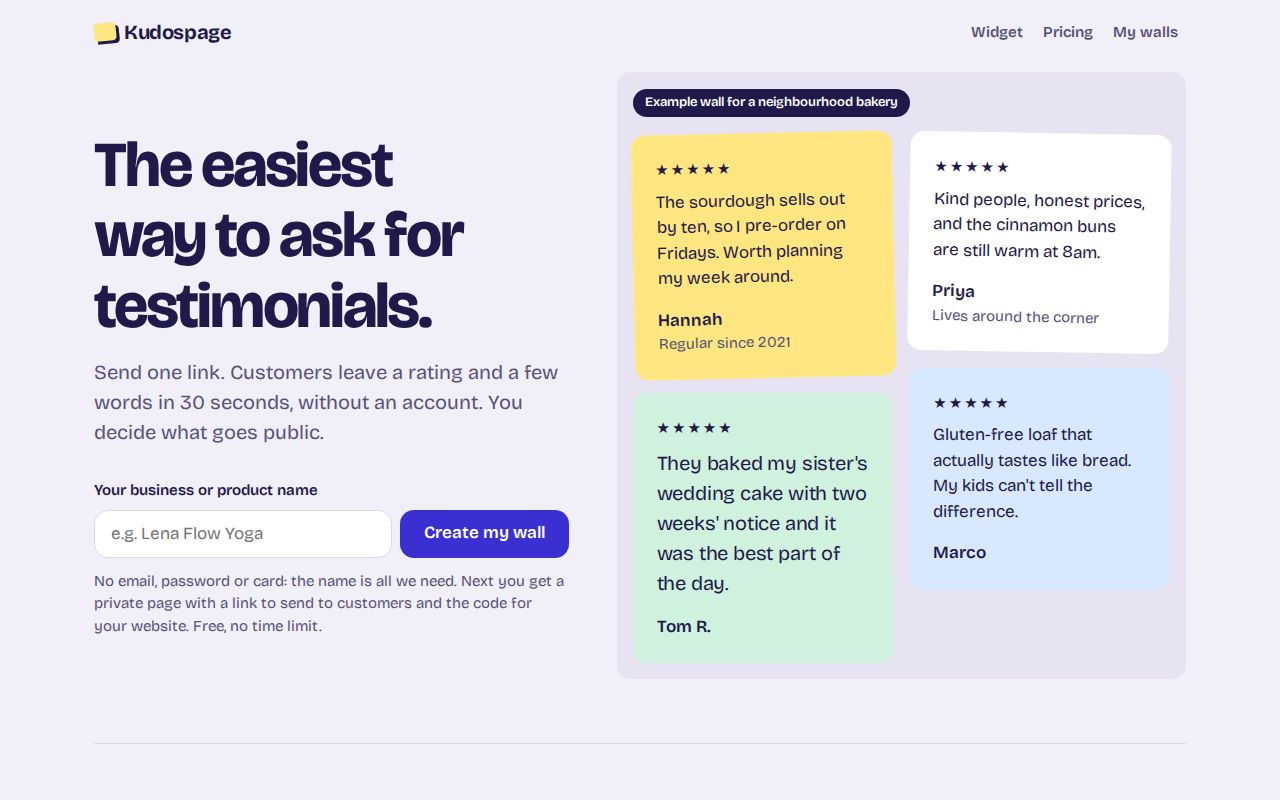 Kudospage
Widget
Pricing
My walls
The easiest
way to ask for
testimonials.
Send one link. Customers leave a rating and a few
words in 30 seconds, without an account. You
decide what goes public.
Your business or product name
e.g. Lena Flow Yoga
Create my wall
No email, password or card: the name is all we need. Next you get a
private page with a link to send to customers and the code for
your website. Free, no time limit.
Example wall for a neighbourhood bakery
★★★★★
The sourdough sells out
by ten, so I pre-order on
Fridays. Worth planning
my week around.
Hannah
Regular since 2021
★★★★★
They baked my sister's
wedding cake with two
weeks' notice and it
was the best part of
the day.
Tom R.
★★★★★
Kind people, honest prices,
and the cinnamon buns
are still warm at 8am.
Priya
Lives around the corner
★★★★★
Gluten-free loaf that
actually tastes like bread.
My kids can't tell the
difference.
Marco